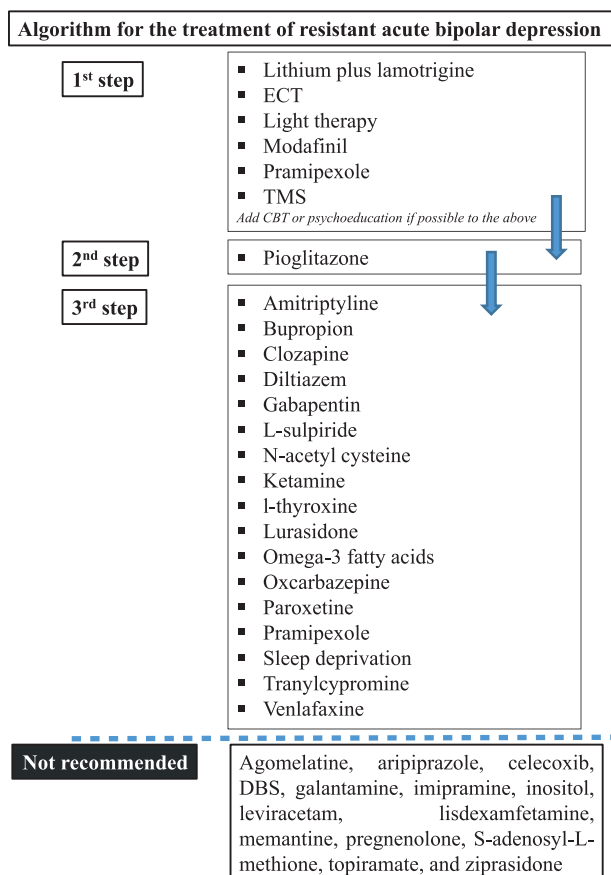 Algorithm for the treatment of resistant acute bipolar depression
1st step
▪ Lithium plus lamotrigine
▪ ECT
▪ Light therapy
▪ Modafinil
▪ Pramipexole
▪ TMS
Add CBT or psychoeducation if possible to the above
2nd step
▪ Pioglitazone
3rd step
▪ Amitriptyline
▪ Bupropion
▪ Clozapine
▪ Diltiazem
▪ Gabapentin
▪ L-sulpiride
▪ N-acetyl cysteine
▪ Ketamine
▪ l-thyroxine
▪ Lurasidone
▪ Omega-3 fatty acids
▪ Oxcarbazepine
▪ Paroxetine
▪ Pramipexole
▪ Sleep deprivation
▪ Tranylcypromine
▪ Venlafaxine
Not recommended
Agomelatine, aripiprazole, celecoxib,
DBS, galantamine, imipramine, inositol,
leviracetam, lisdexamfetamine,
memantine, pregnenolone, S-adenosyl-L-
methione, topiramate, and ziprasidone